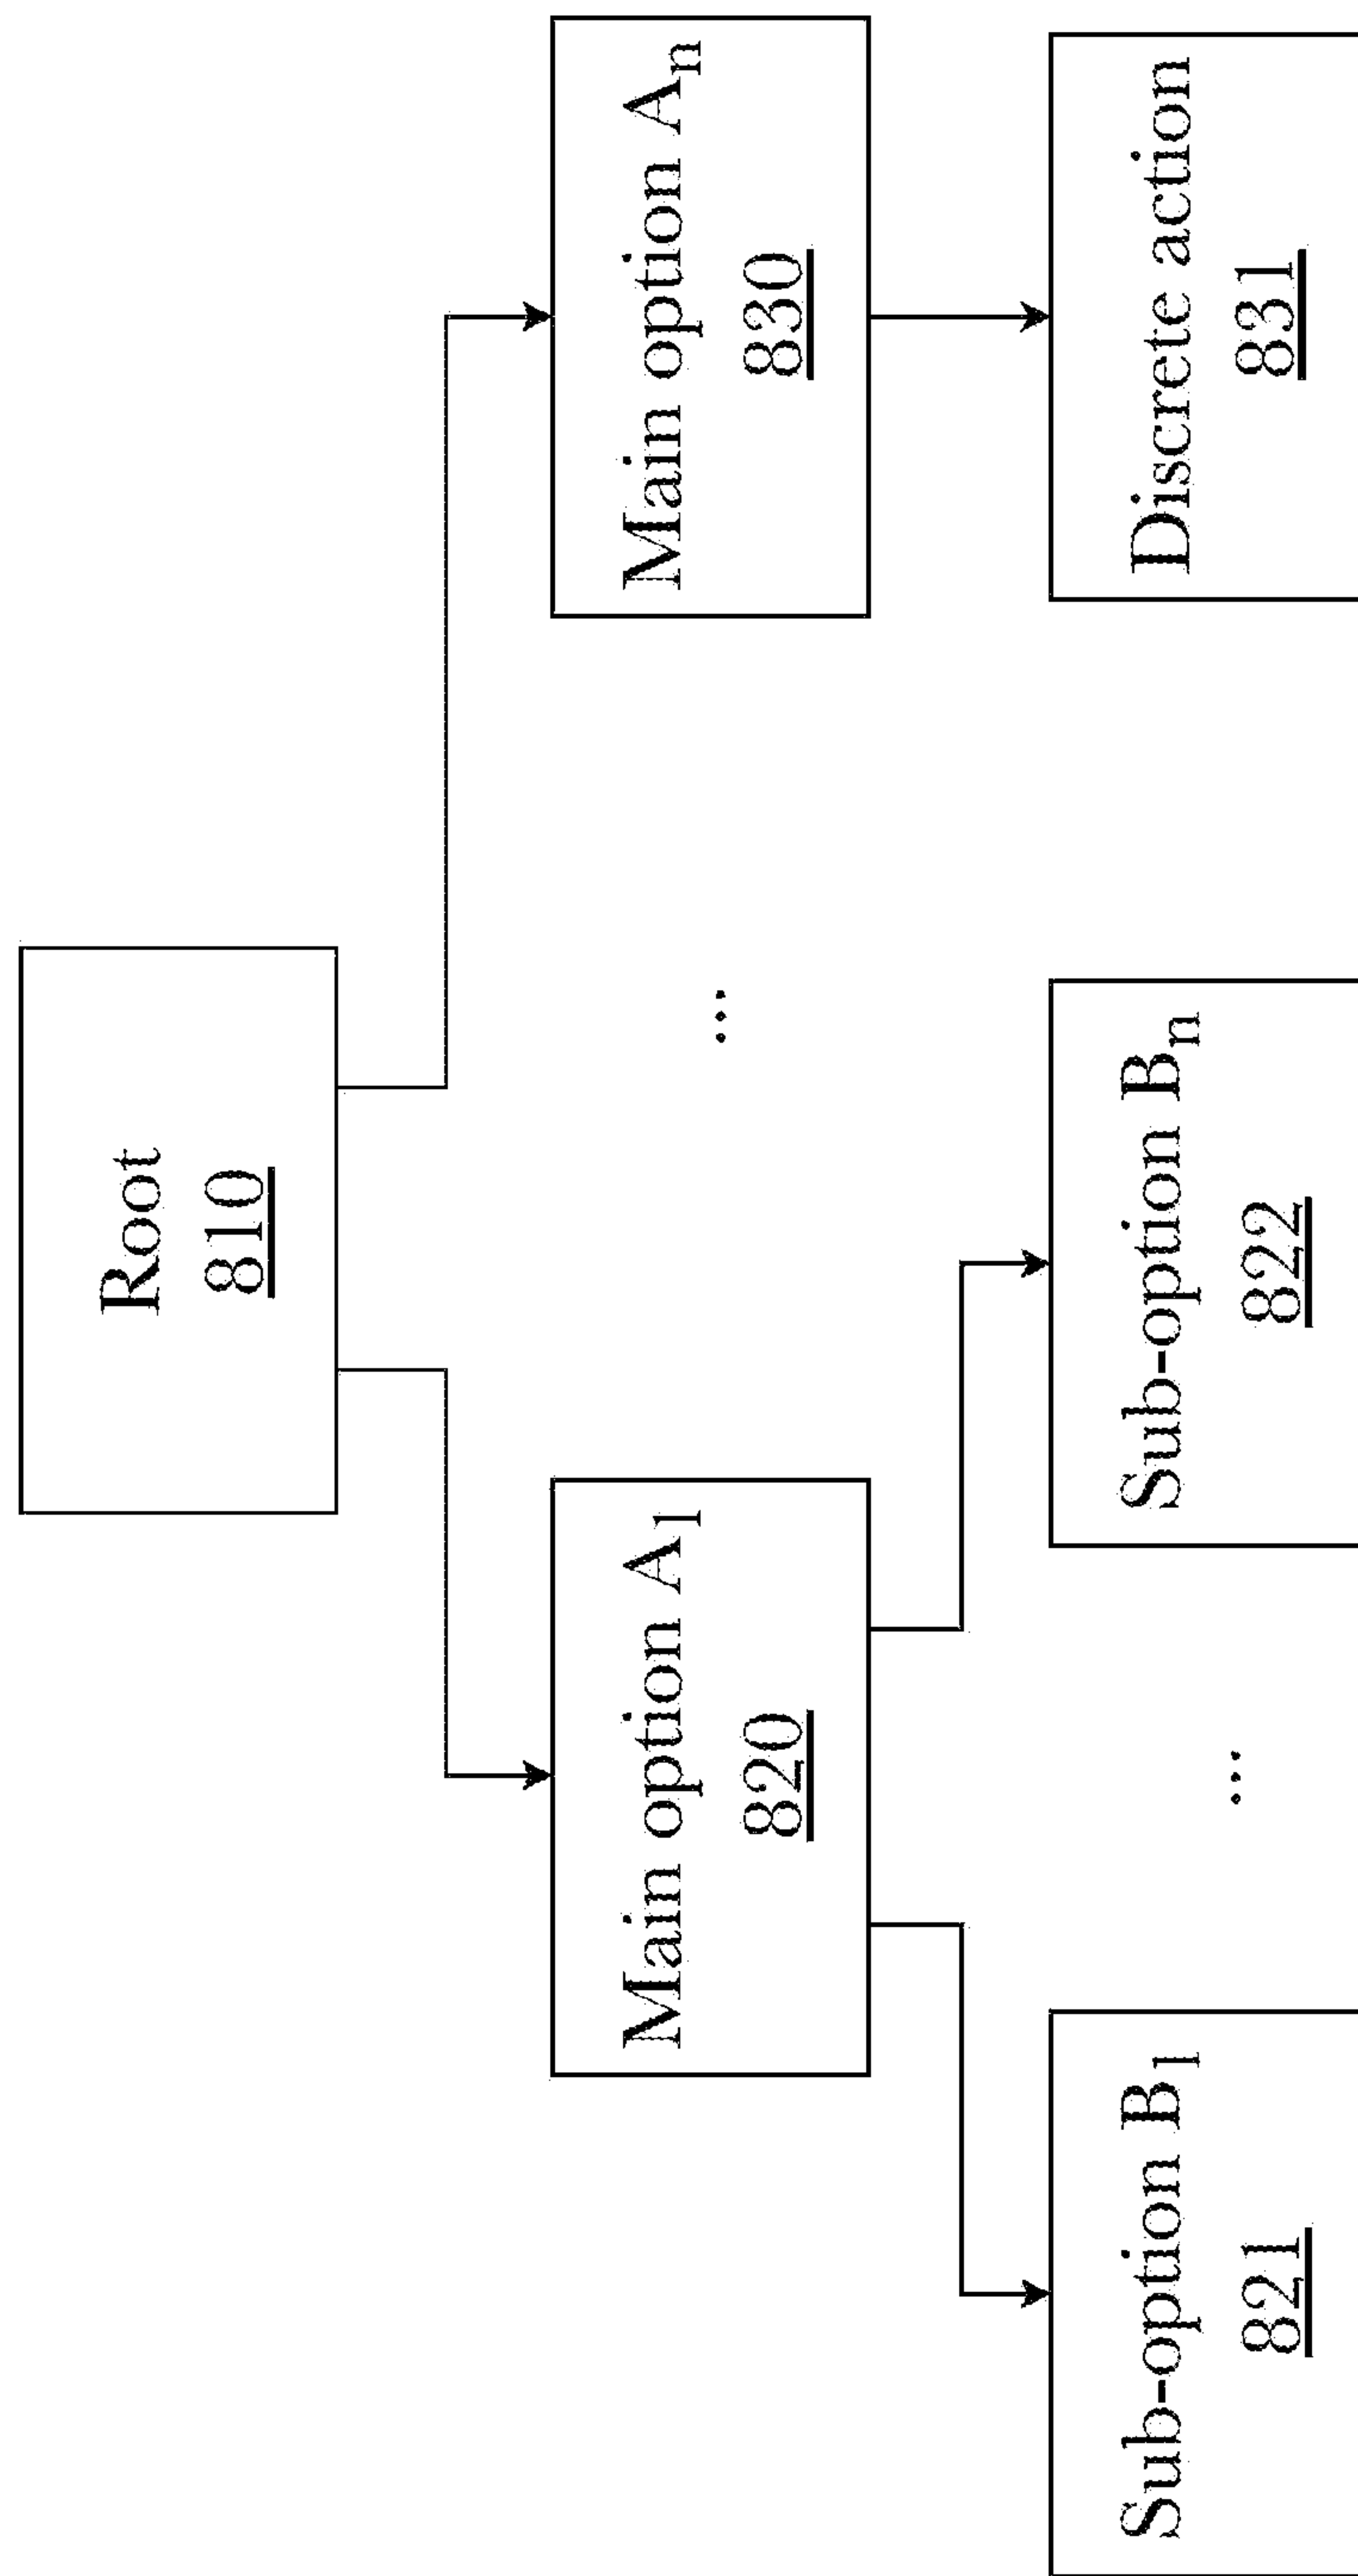 Root
810
Main option A₁
820
...
Main option Aₙ
830
Sub-option B₁
821
...
Sub-option Bₙ
822
Discrete action
831